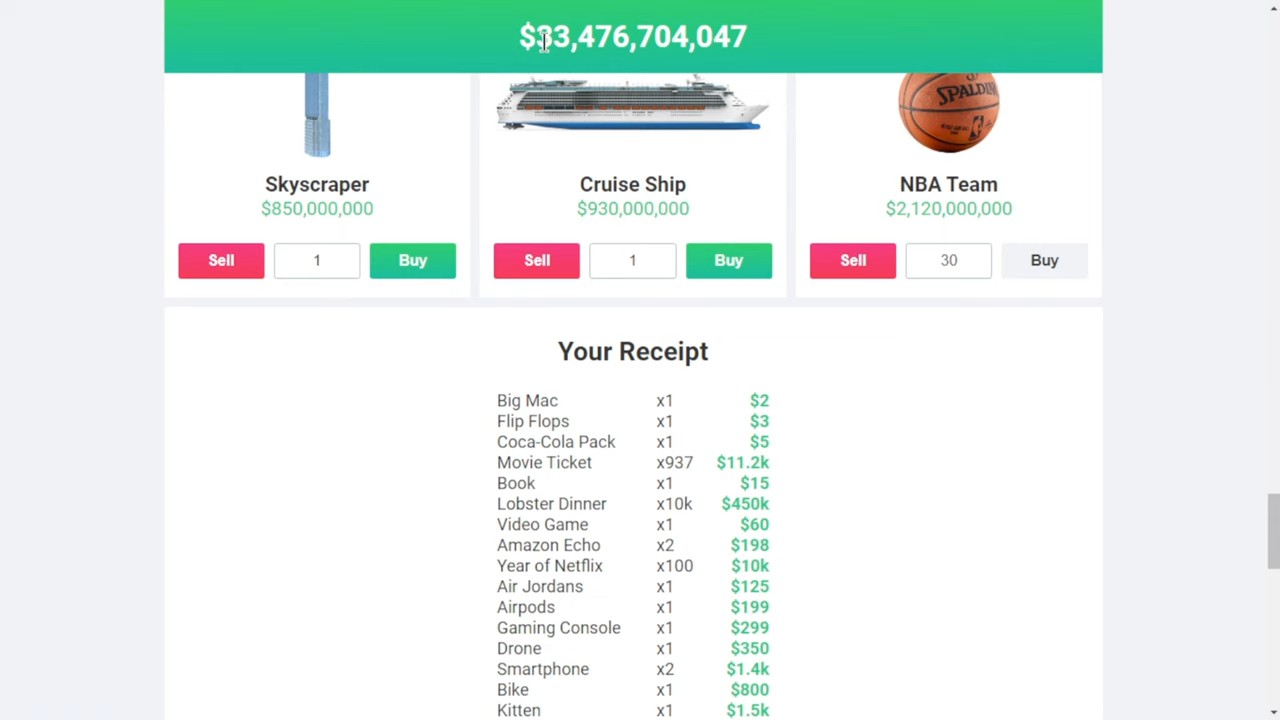 $33,476,704,047
SPALDING
Skyscraper
$850,000,000
Sell 1 Buy
Cruise Ship
$930,000,000
Sell 1 Buy
NBA Team
$2,120,000,000
Sell 30 Buy
Your Receipt
Big Mac x1 $2
Flip Flops x1 $3
Coca-Cola Pack x1 $5
Movie Ticket x937 $11.2k
Book x1 $15
Lobster Dinner x10k $450k
Video Game x1 $60
Amazon Echo x2 $198
Year of Netflix x100 $10k
Air Jordans x1 $125
Airpods x1 $199
Gaming Console x1 $299
Drone x1 $350
Smartphone x2 $1.4k
Bike x1 $800
Kitten x1 $1.5k